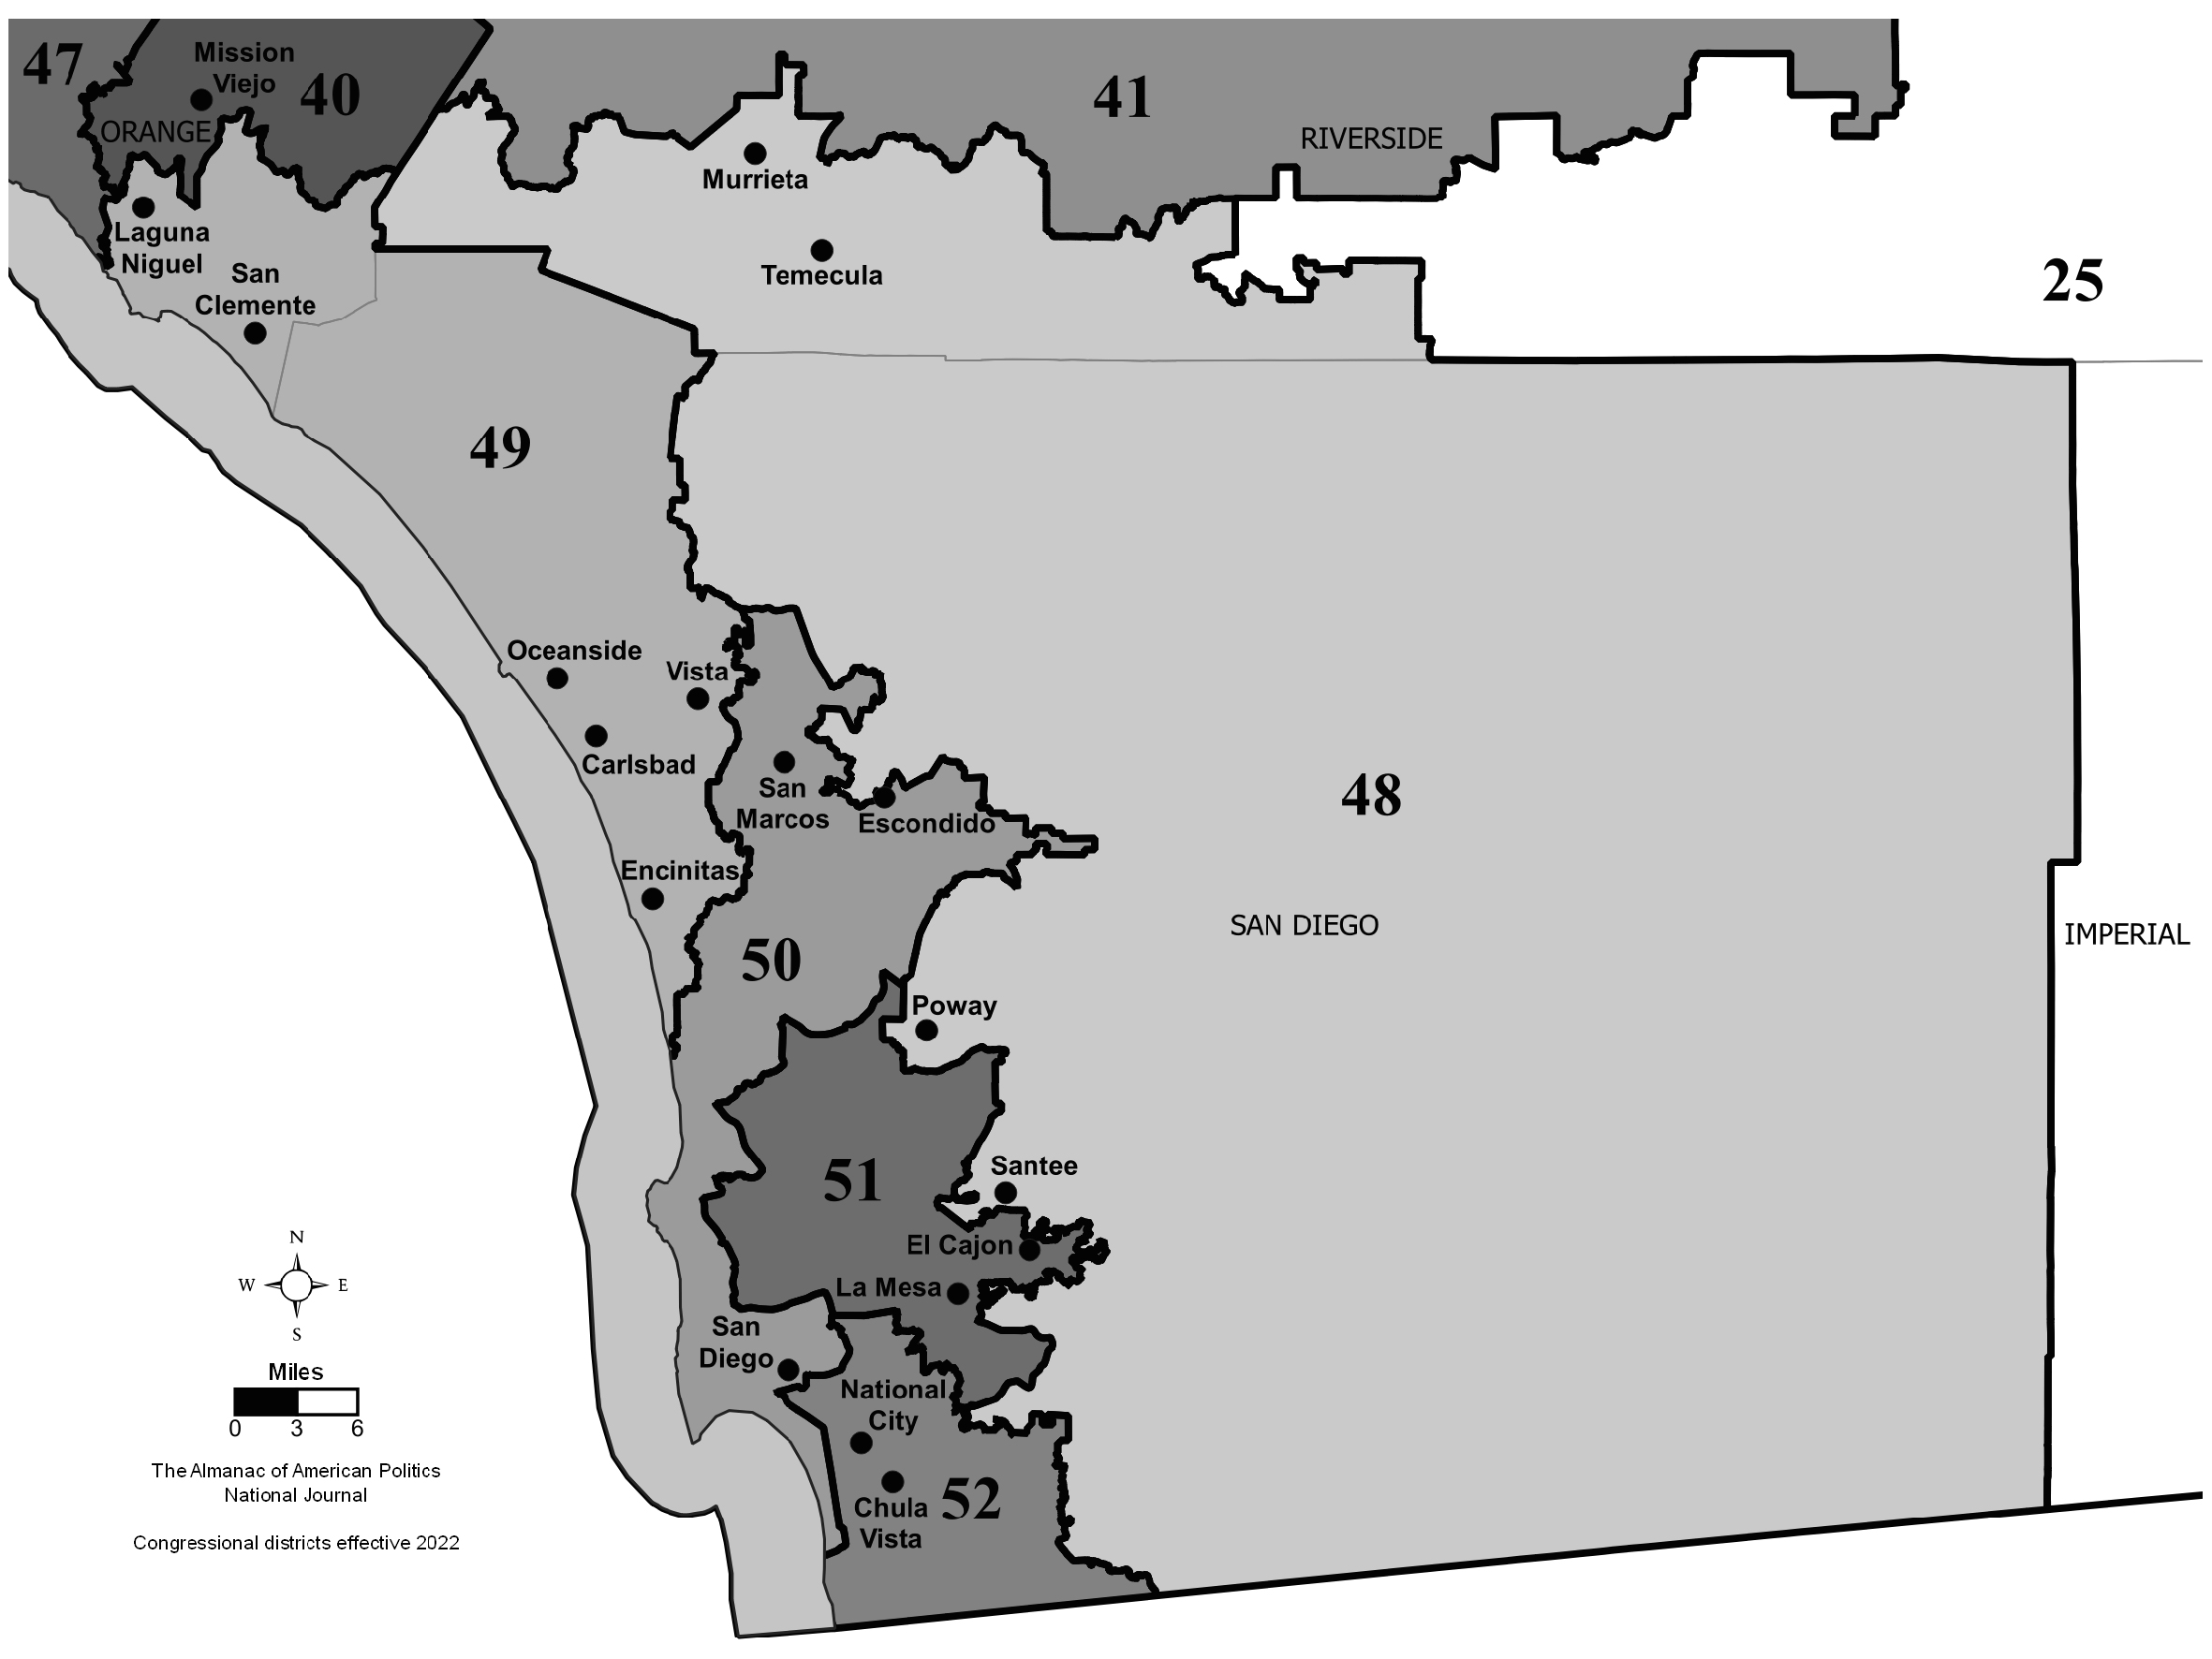 47
Mission
Viejo
40
41
ORANGE
RIVERSIDE
Murrieta
Laguna
Niguel
Temecula
25
San
Clemente
49
Oceanside
Vista
Carlsbad
San
Marcos
Escondido
48
Encinitas
SAN DIEGO
IMPERIAL
50
Poway
51
Santee
El Cajon
La Mesa
San
Diego
National
City
Chula
Vista
52
N
W
E
S
Miles
0 3 6
The Almanac of American Politics
National Journal
Congressional districts effective 2022